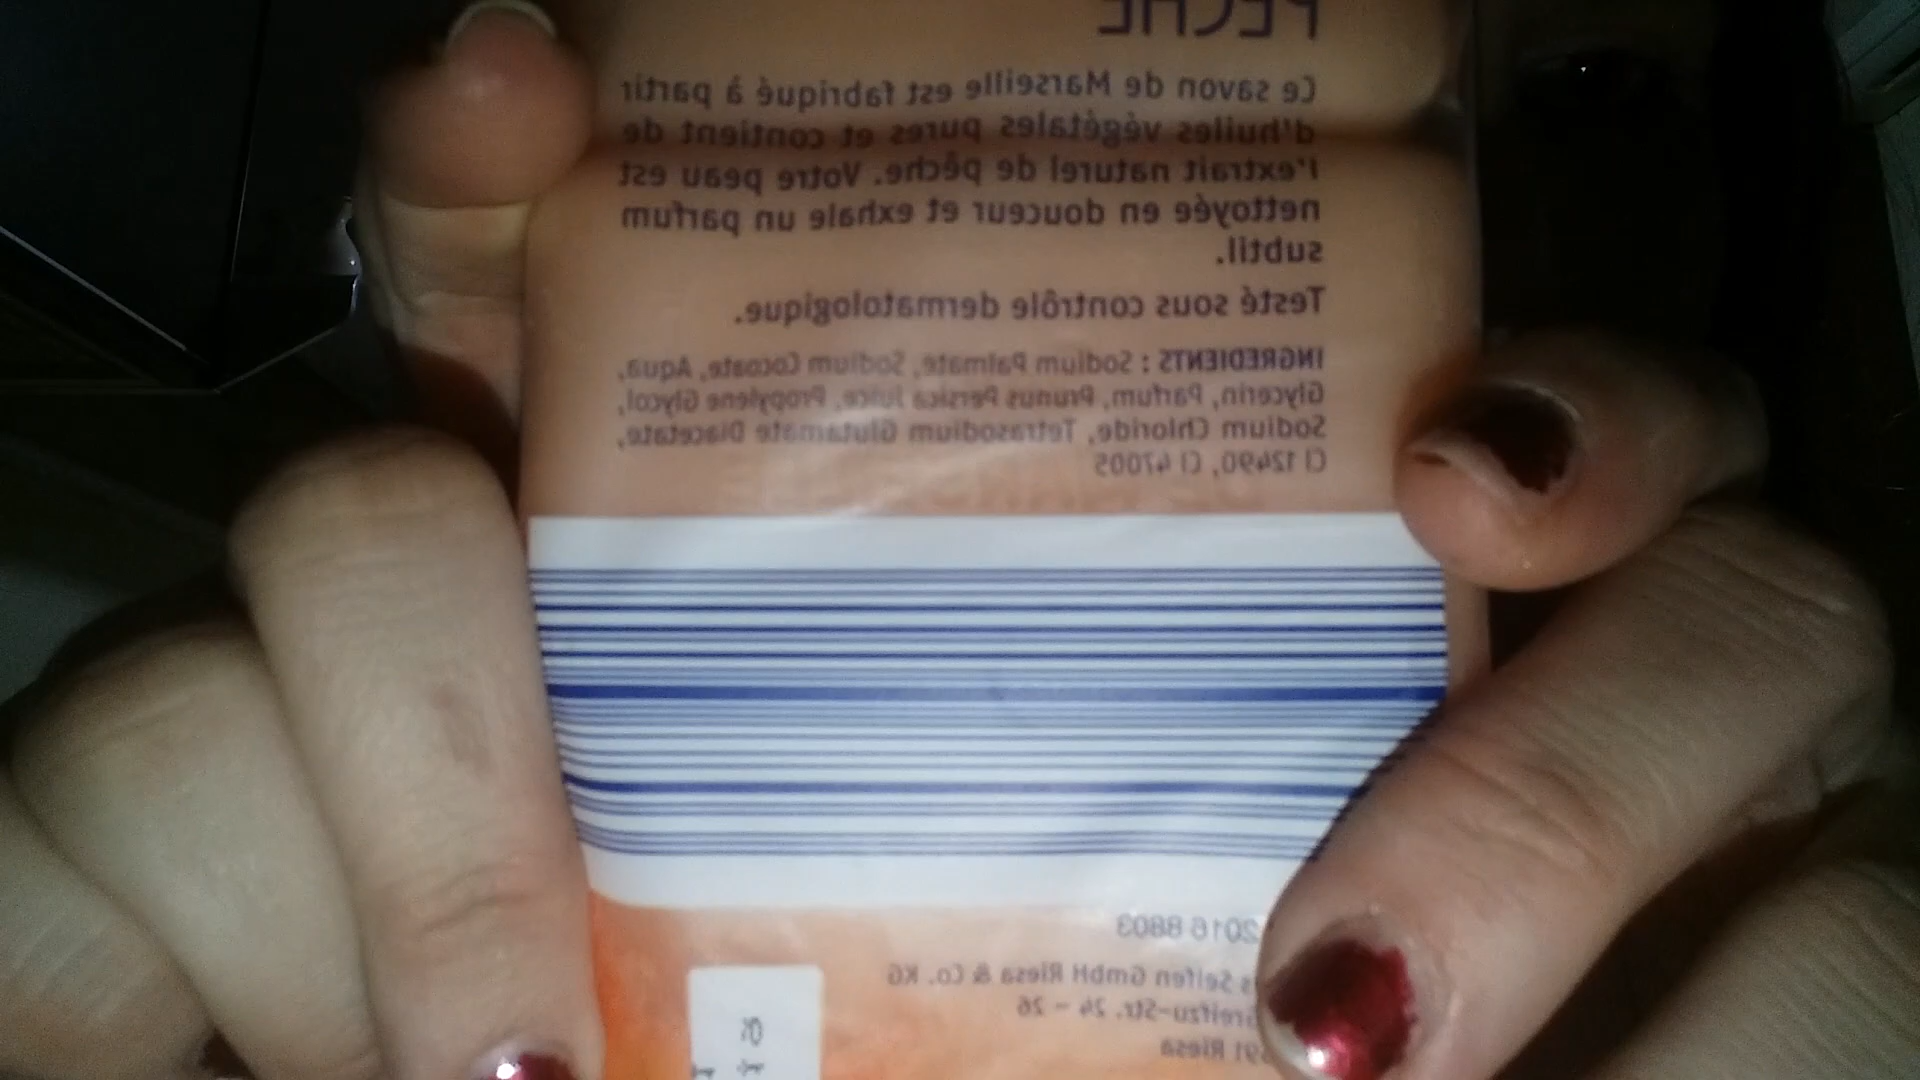 PÊCHE
Ce savon de Marseille est fabriqué à partir
d'huiles végétales pures et contient de
l'extrait naturel de pêche. Votre peau est
nettoyée en douceur et exhale un parfum
subtil.
Testé sous contrôle dermatologique.
INGREDIENTS : Sodium Palmate, Sodium Cocoate, Aqua,
Glycerin, Parfum, Prunus Persica Juice, Propylene Glycol,
Sodium Chloride, Tetrasodium Glutamate Diacetate,
CI 12490, CI 47005
2016 8803
Seifen GmbH Riesa & Co. KG
Greifzu-Str. 24 - 26
Riesa